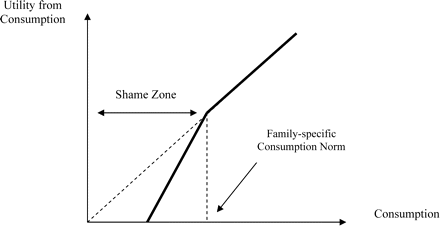 Utility from
Consumption
Shame Zone
Family-specific
Consumption Norm
Consumption